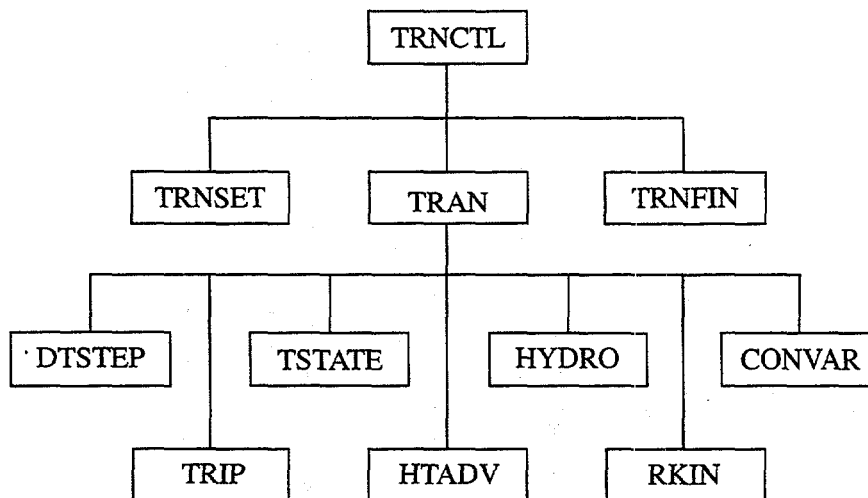 TRNCTL
TRNSET TRAN TRNFIN
DTSTEP TSTATE HYDRO CONVAR
TRIP HTADV RKIN